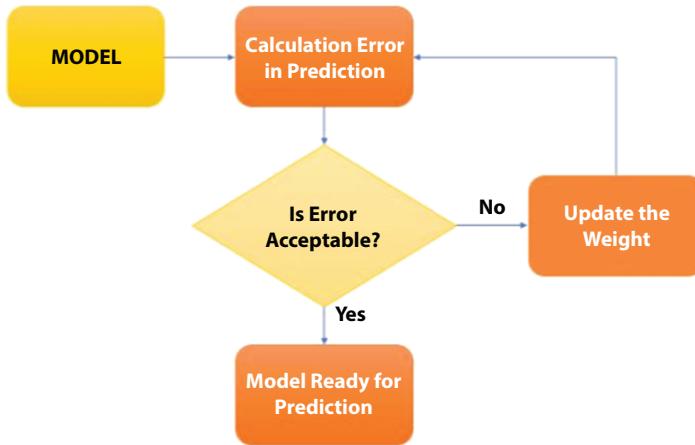 MODEL
Calculation Error
in Prediction
Is Error
Acceptable?
No
Update the
Weight
Yes
Model Ready for
Prediction